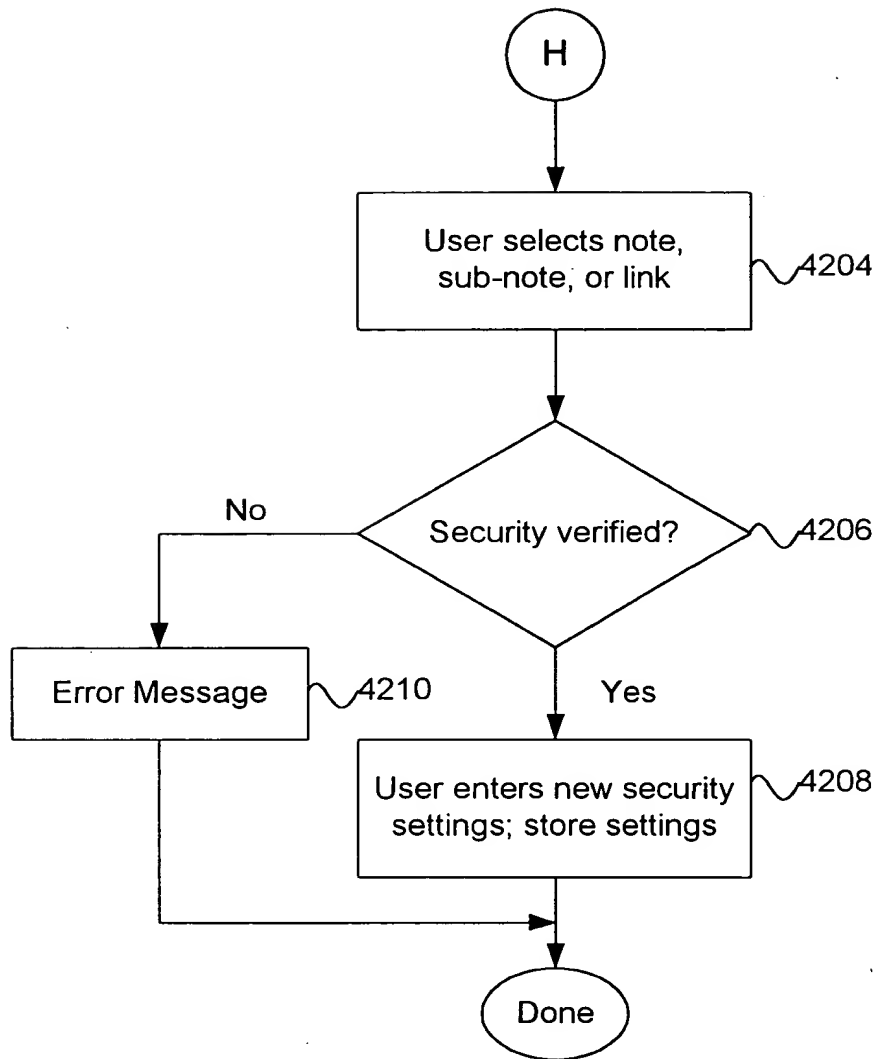 H
User selects note,
sub-note, or link
4204
Security verified?
4206
No
Yes
Error Message
4210
User enters new security
settings; store settings
4208
Done